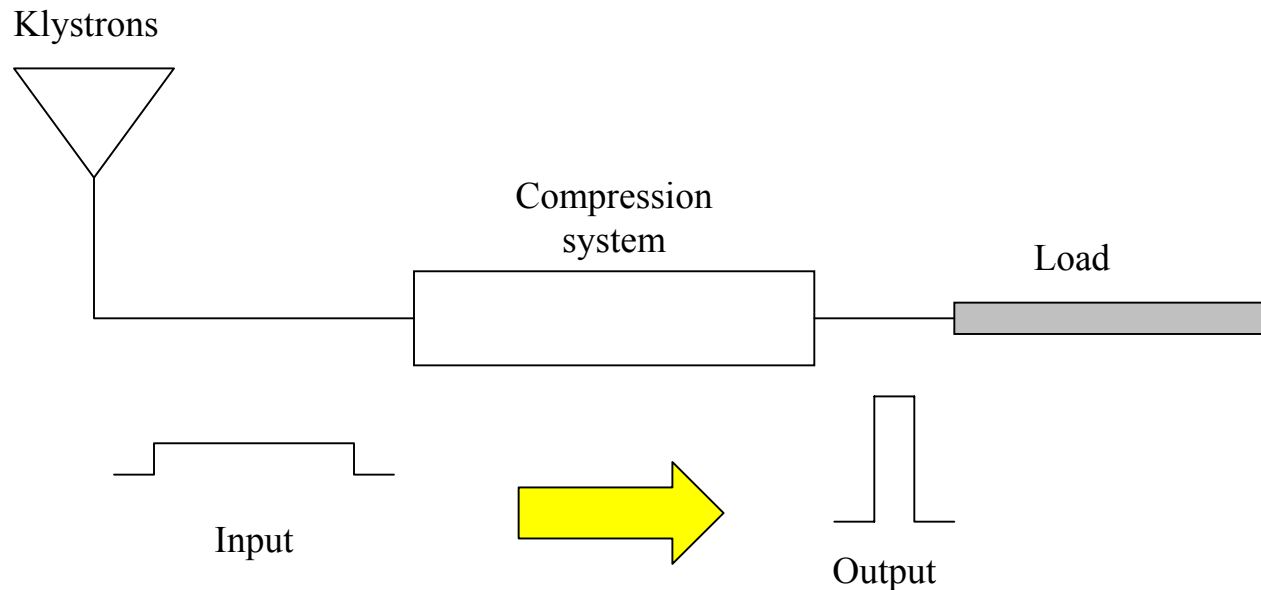 Klystrons
Compression
system
Load
Input
Output